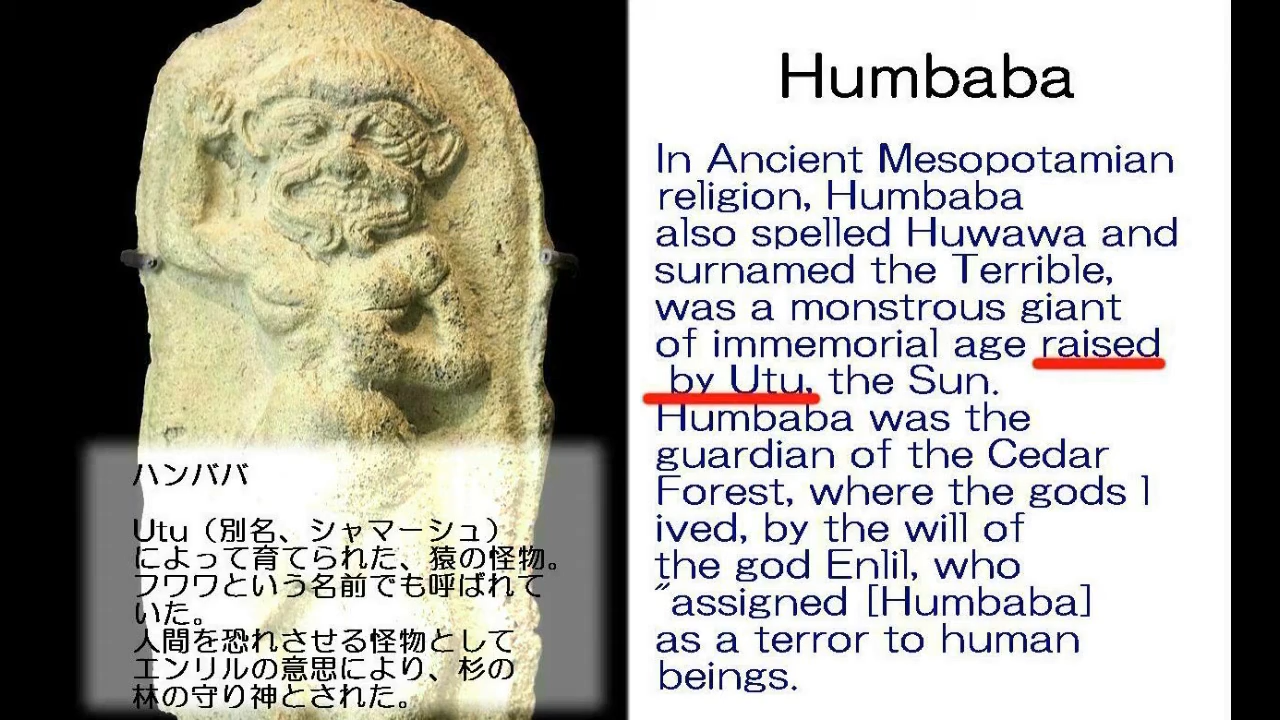 Humbaba
In Ancient Mesopotamian
religion, Humbaba
also spelled Huwawa and
surnamed the Terrible,
was a monstrous giant
of immemorial age raised
by Utu, the Sun.
Humbaba was the
guardian of the Cedar
Forest, where the gods l
ived, by the will of
the god Enlil, who
"assigned [Humbaba]
as a terror to human
beings.
ハンババ
Utu（別名、シャマーシュ）
によって育てられた、猿の怪物。
フワワという名前でも呼ばれて
いた。
人間を恐れさせる怪物として
エンリルの意思により、杉の
林の守り神とされた。